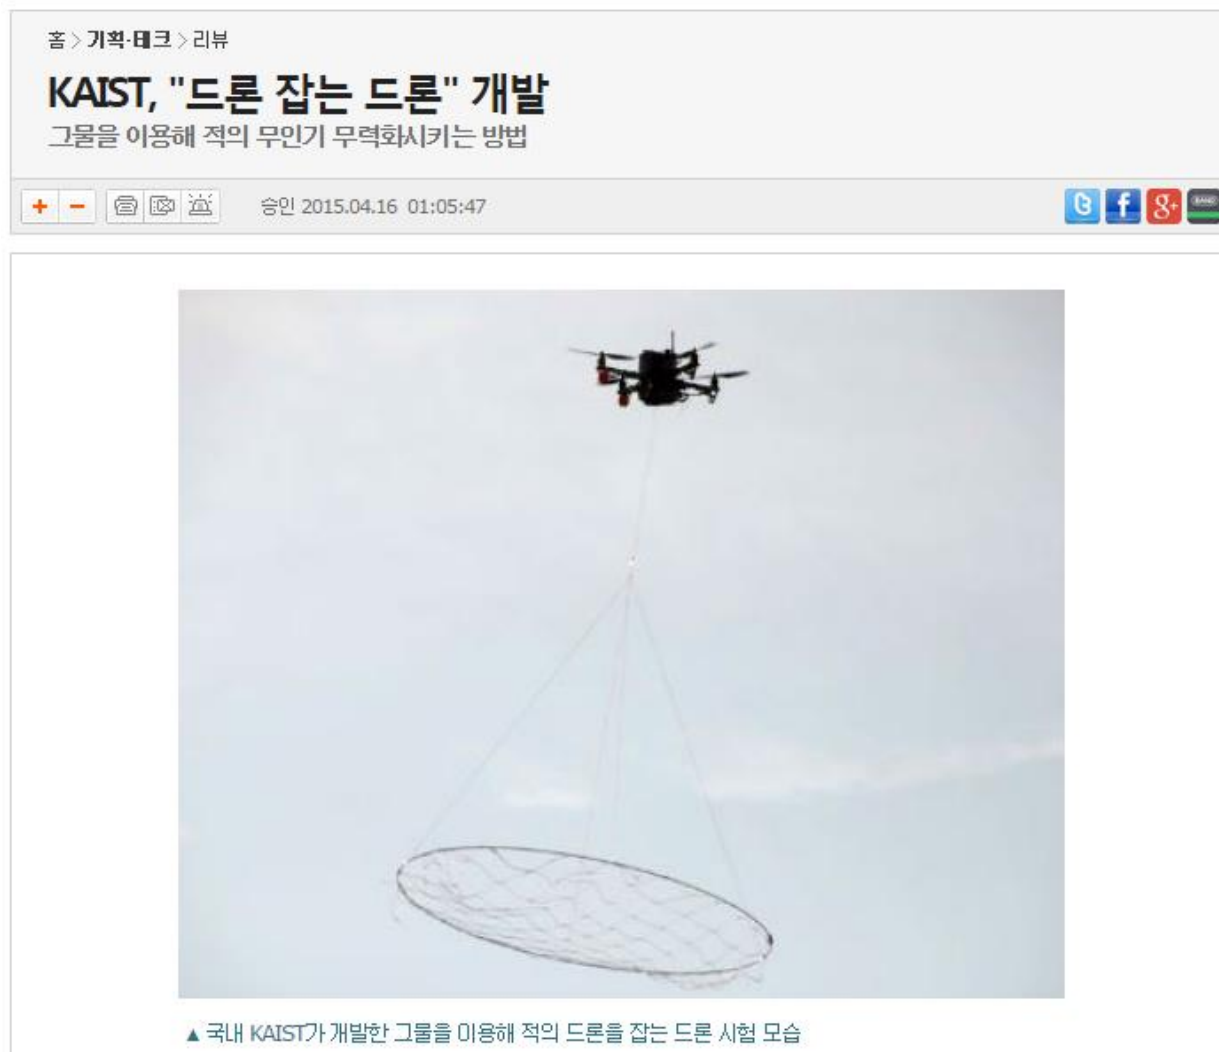 홈 > 기획·테크 > 리뷰
KAIST, "드론 잡는 드론" 개발
그물을 이용해 적의 무인기 무력화시키는 방법
승인 2015.04.16 01:05:47
▲ 국내 KAIST가 개발한 그물을 이용해 적의 드론을 잡는 드론 시험 모습